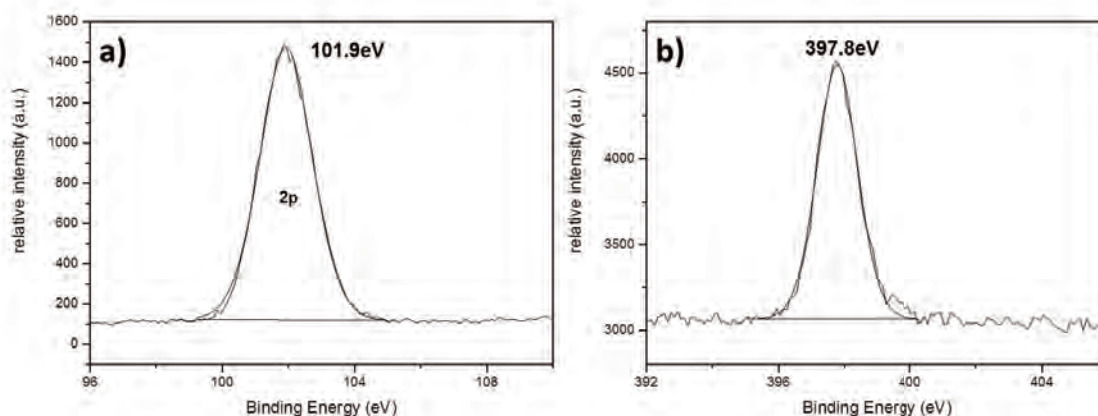 a)
101.9eV
2p
1600
1400
1200
1000
800
600
400
200
0
96
100
104
108
relative intensity (a.u.)
Binding Energy (eV)
b)
397.8eV
4500
4000
3500
3000
392
396
400
404
relative intensity (a.u.)
Binding Energy (eV)